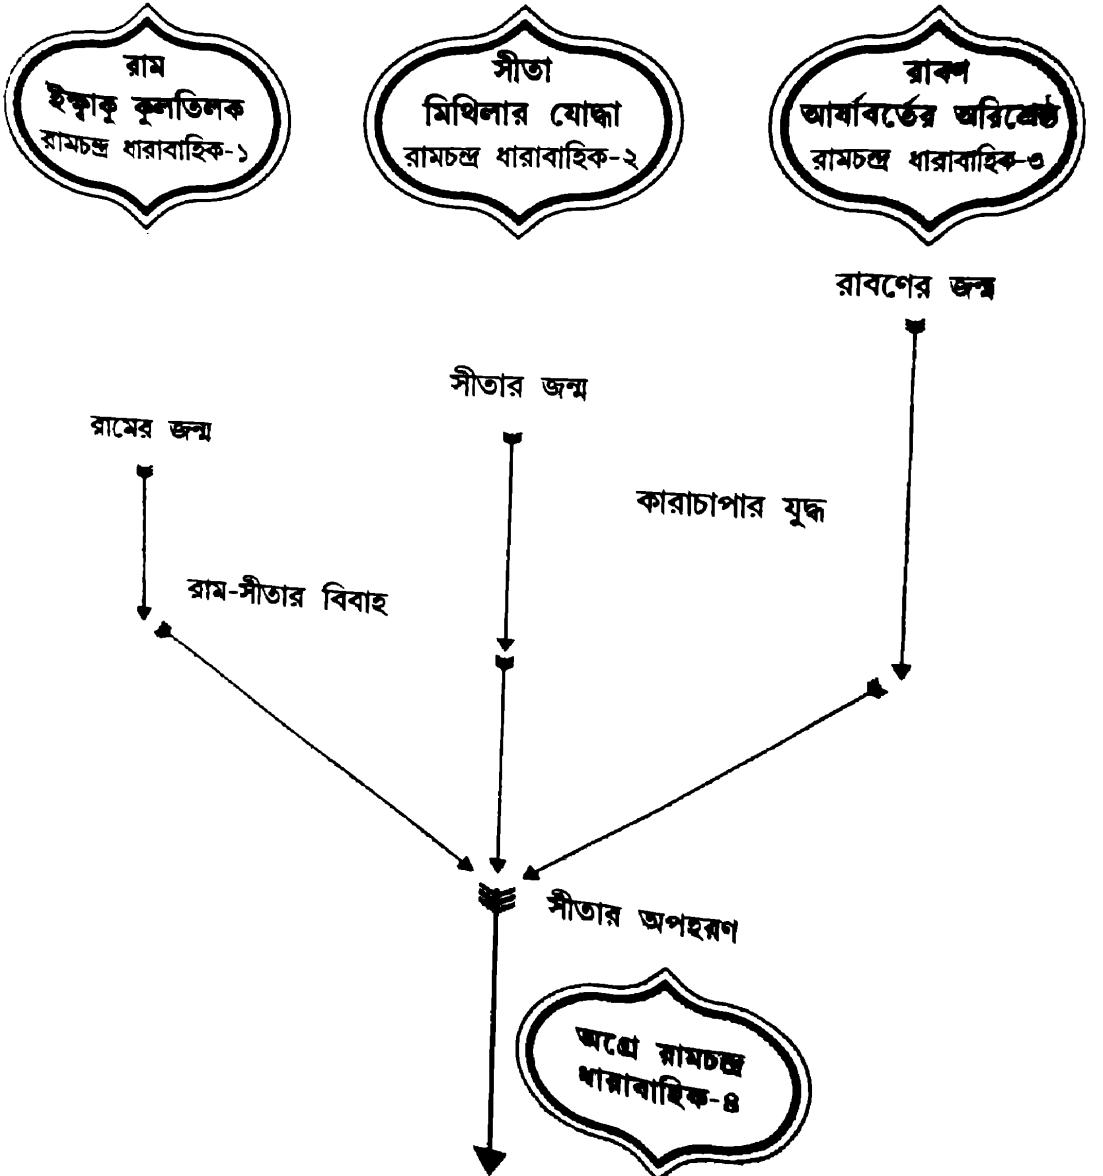 রাম
ইক্ষ্বাকু কুলতিলক
রামচন্দ্র ধারাবাহিক-১
সীতা
মিথিলার যোদ্ধা
রামচন্দ্র ধারাবাহিক-২
রাবণ
আর্যাবর্তের অরিশ্রেষ্ঠ
রামচন্দ্র ধারাবাহিক-৩
রাবণের জন্ম
সীতার জন্ম
রামের জন্ম
কারাচাপার যুদ্ধ
রাম-সীতার বিবাহ
সীতার অপহরণ
অগ্রে রামচন্দ্র
ধারাবাহিক-৪